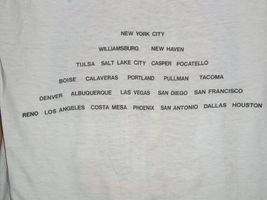 NEW YORK CITY
WILLIAMSBURG NEW HAVEN
TULSA SALT LAKE CITY CASPER POCATELLO
BOISE CALAVERAS PORTLAND PULLMAN TACOMA
DENVER ALBUQUERQUE LAS VEGAS SAN DIEGO SAN FRANCISCO
RENO LOS ANGELES COSTA MESA PHOENIX SAN ANTONIO DALLAS HOUSTON